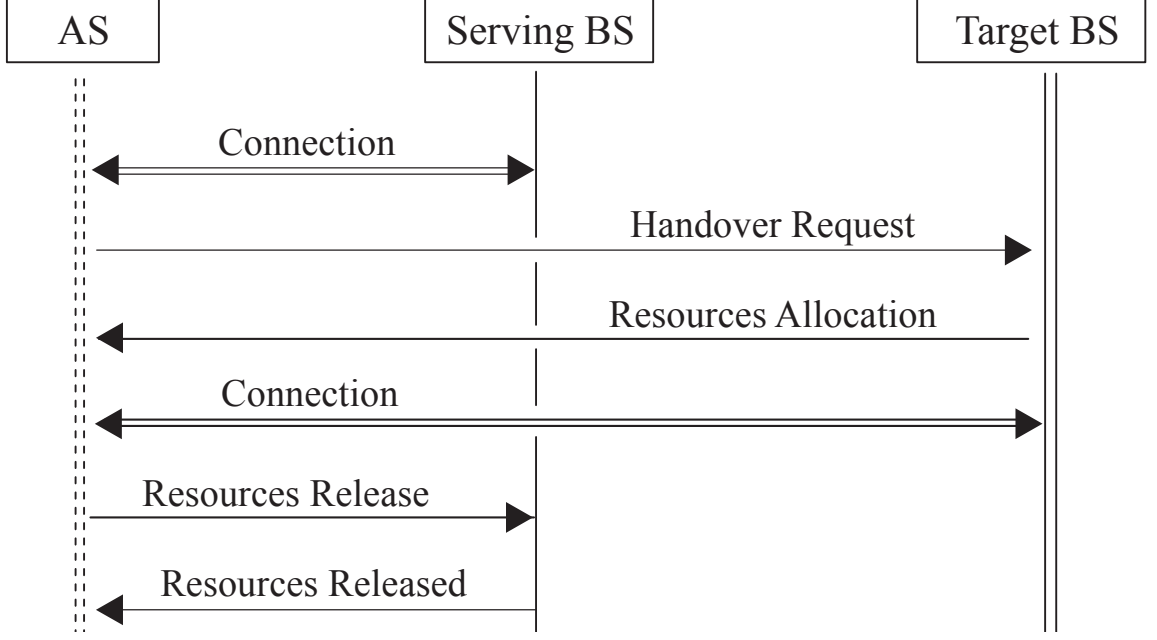 AS
Serving BS
Target BS
Connection
Handover Request
Resources Allocation
Connection
Resources Release
Resources Released